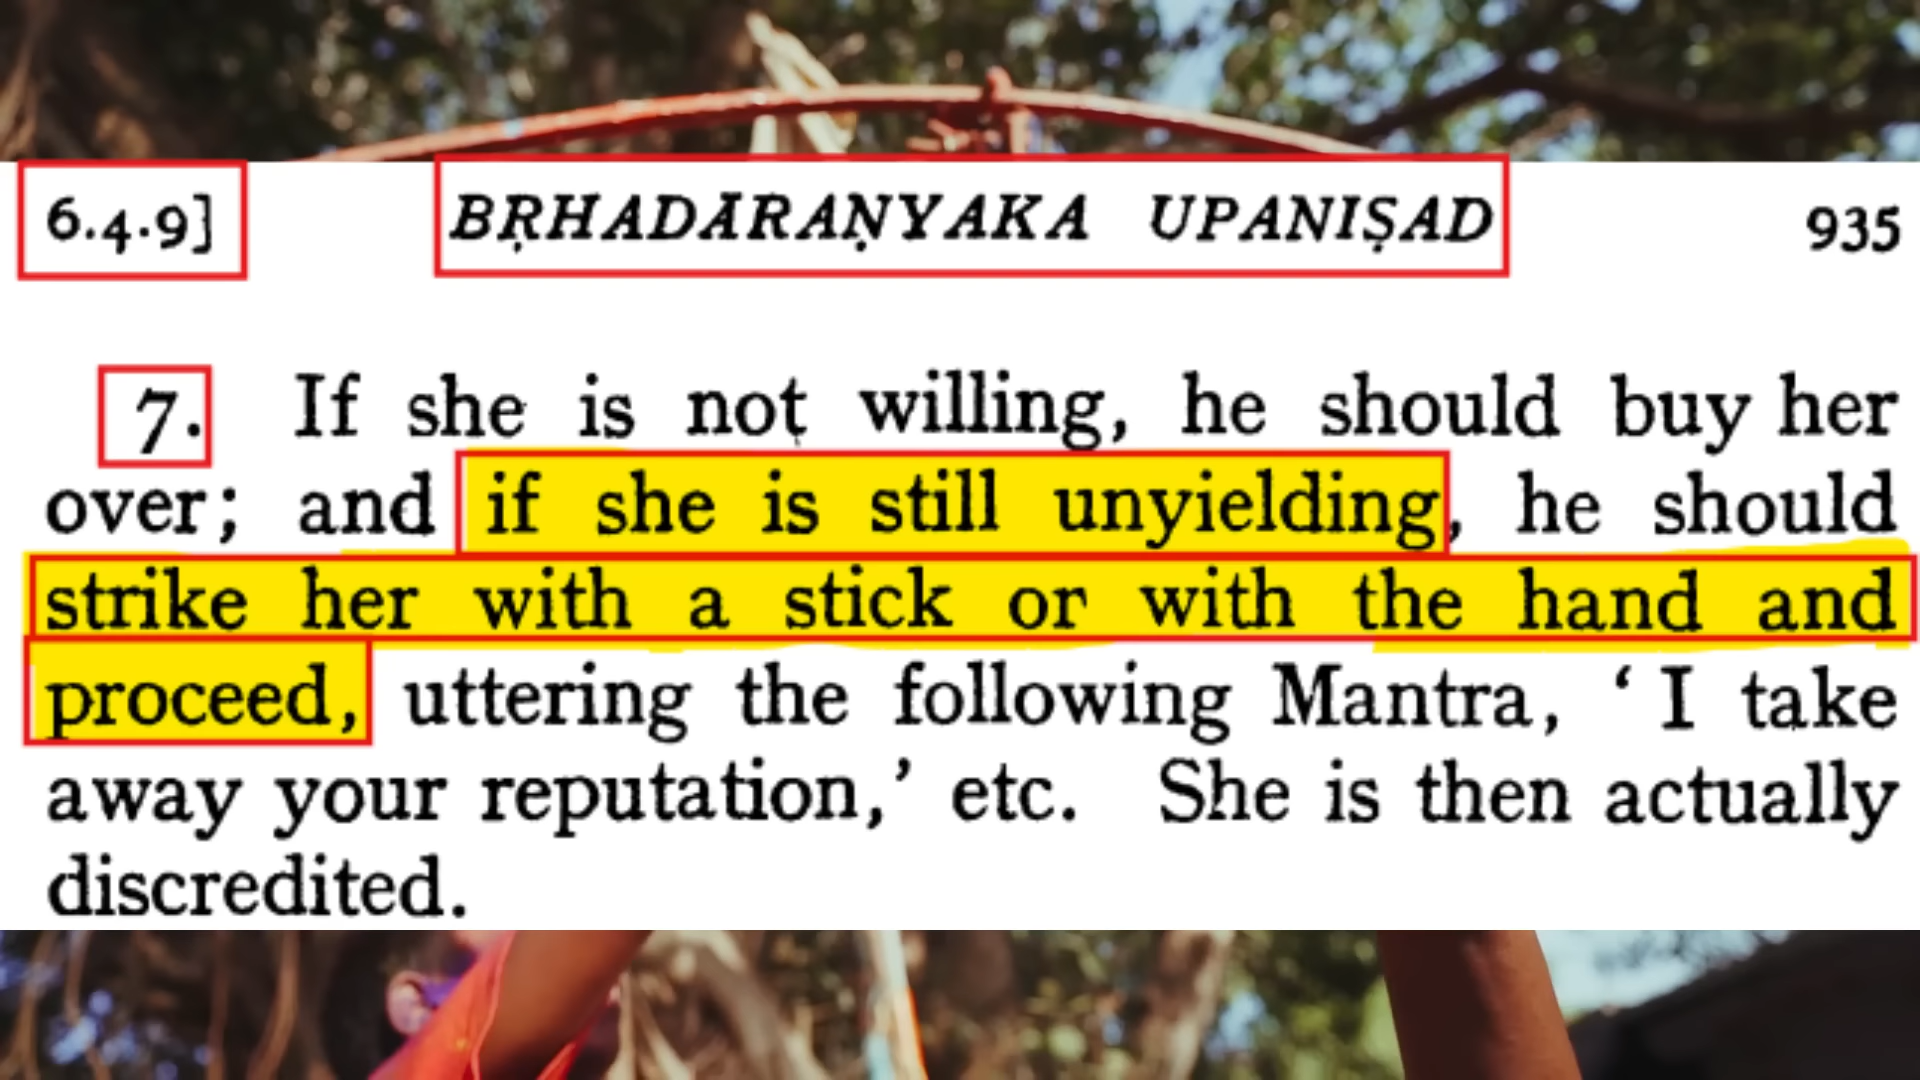 6.4.9] BṚHADĀRAṆYAKA UPANIṢAD 935
7. If she is not willing, he should buy her
over; and if she is still unyielding, he should
strike her with a stick or with the hand and
proceed, uttering the following Mantra, ‘ I take
away your reputation,’ etc. She is then actually
discredited.